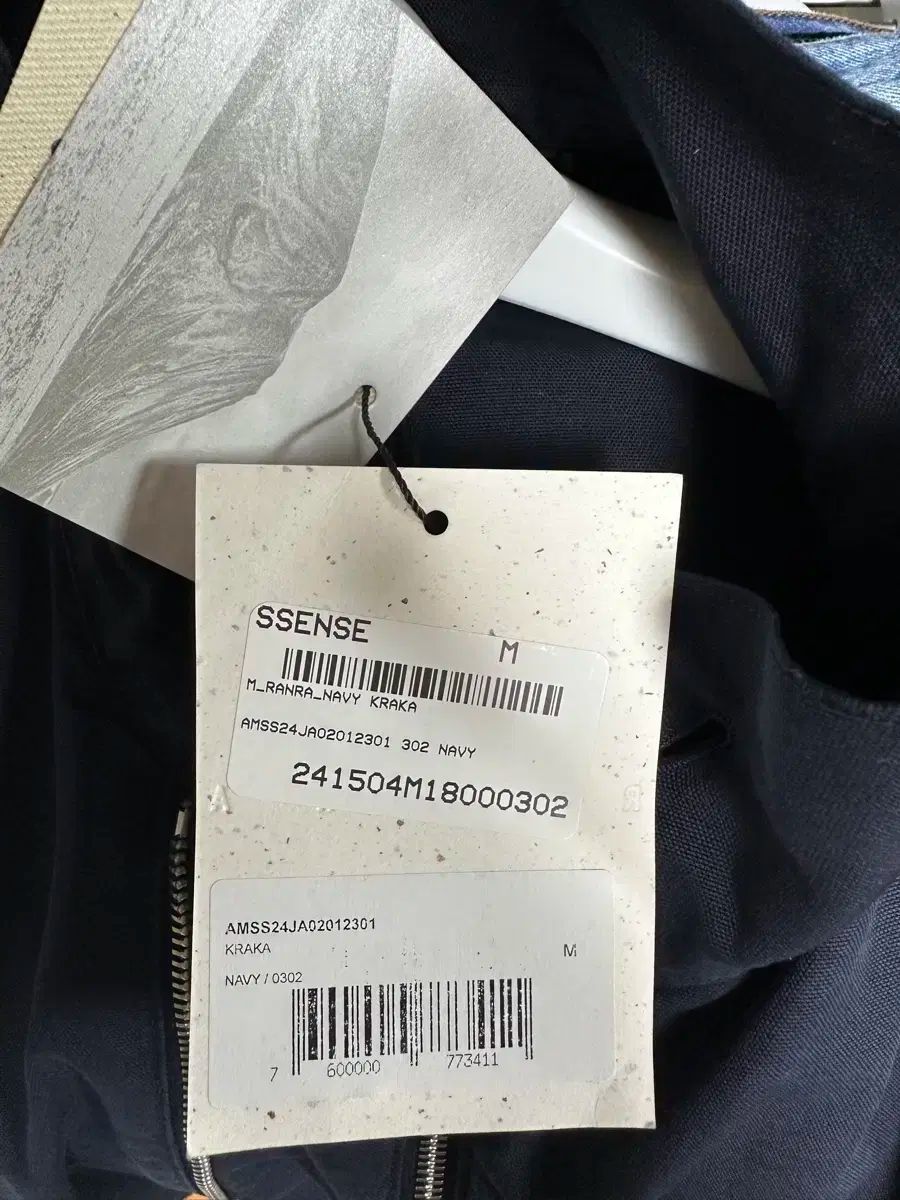 SSENSE
M
M_RANRA_NAVY KRAKA
AMSS24JA02012301 302 NAVY
241504M18000302
AMSS24JA02012301
KRAKA
M
NAVY / 0302
7 600000 773411